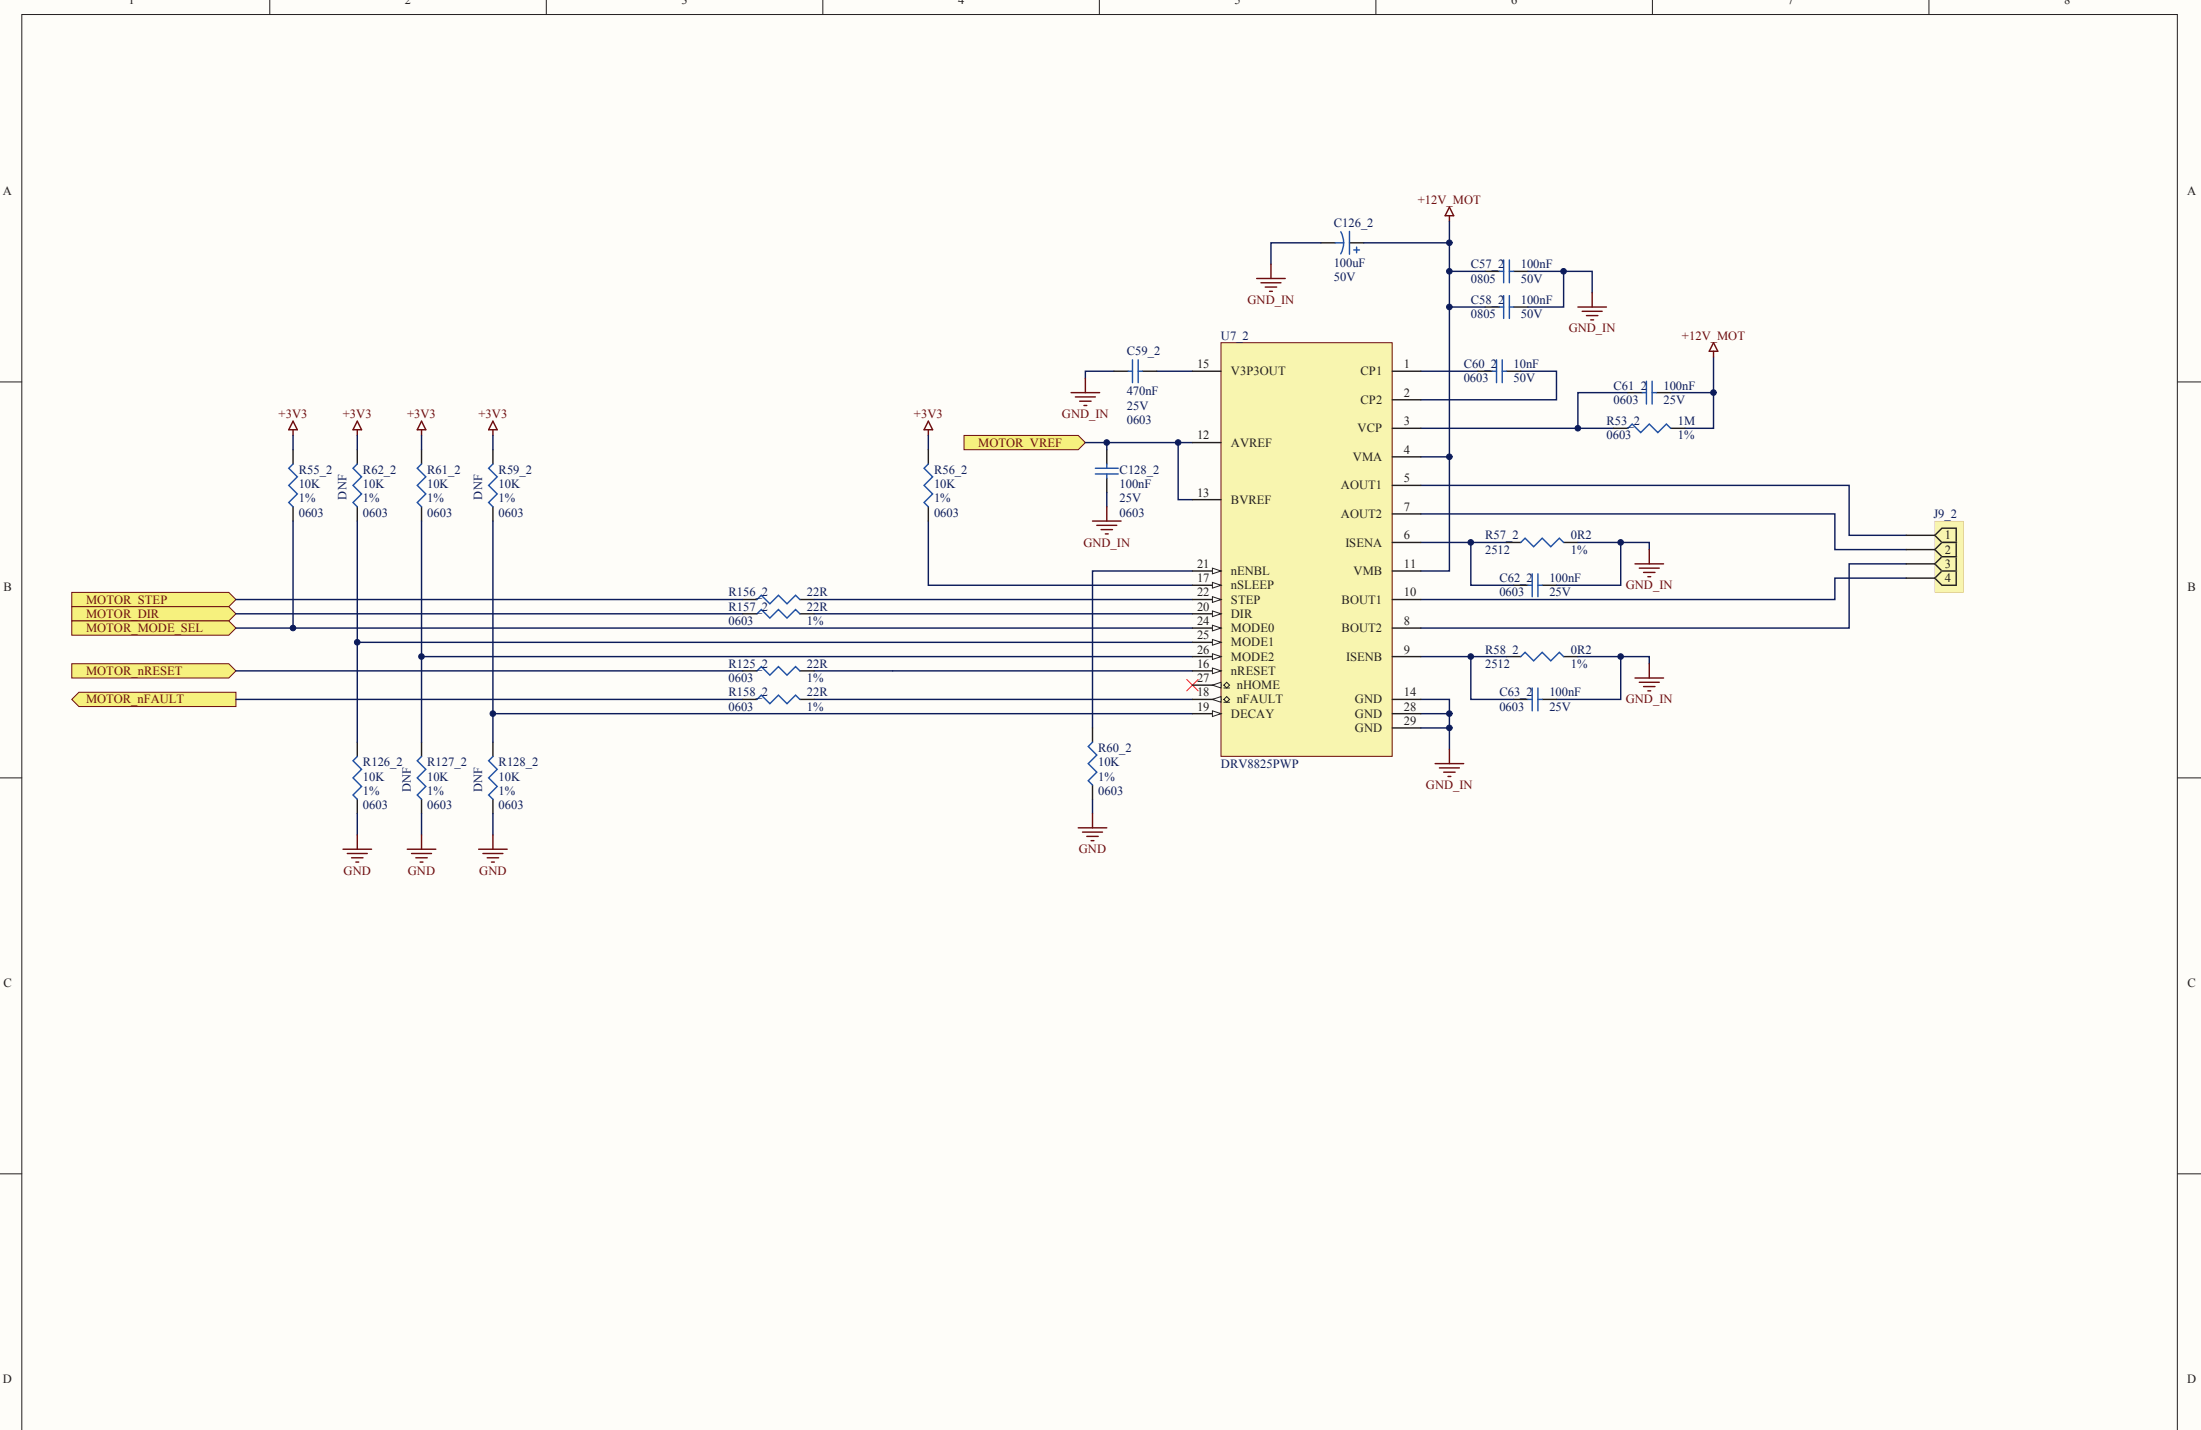 1 2 3 4 5 6 7 8
A
A
+12V_MOT
C126_2
100uF
50V
GND_IN
C57_2 100nF
0805 50V
C58_2 100nF
0805 50V
GND_IN
+12V_MOT
U7_2
C59_2
470nF
25V
0603
GND_IN
15 V3P3OUT
CP1 1
C60_2 10nF
0603 50V
CP2 2
C61_2 100nF
0603 25V
VCP 3
R53_2 1M
0603 1%
MOTOR_VREF
12 AVREF
VMA 4
C128_2
100nF
25V
0603
GND_IN
13 BVREF
AOUT1 5
AOUT2 7
ISENA 6
R57_2 0R2
2512 1%
C62_2 100nF
0603 25V
GND_IN
VMB 11
BOUT1 10
BOUT2 8
ISENB 9
R58_2 0R2
2512 1%
C63_2 100nF
0603 25V
GND_IN
J9_2
1
2
3
4
+3V3
+3V3
+3V3
+3V3
+3V3
R55_2
10K
1%
0603
DNF
R62_2
10K
1%
0603
R61_2
10K
1%
0603
DNF
R59_2
10K
1%
0603
R56_2
10K
1%
0603
B
B
21 nENBL
17 nSLEEP
MOTOR_STEP
R156_2 22R
22 STEP
MOTOR_DIR
R157_2 22R
0603 1%
20 DIR
MOTOR_MODE_SEL
24 MODE0
25 MODE1
26 MODE2
MOTOR_nRESET
R125_2 22R
0603 1%
16 nRESET
27 nHOME
MOTOR_nFAULT
R158_2 22R
0603 1%
18 nFAULT
19 DECAY
GND 14
GND 28
GND 29
GND_IN
DRV8825PWP
R126_2
10K
1%
0603
GND
DNF
R127_2
10K
1%
0603
GND
DNF
R128_2
10K
1%
0603
GND
R60_2
10K
1%
0603
GND
C
C
D
D